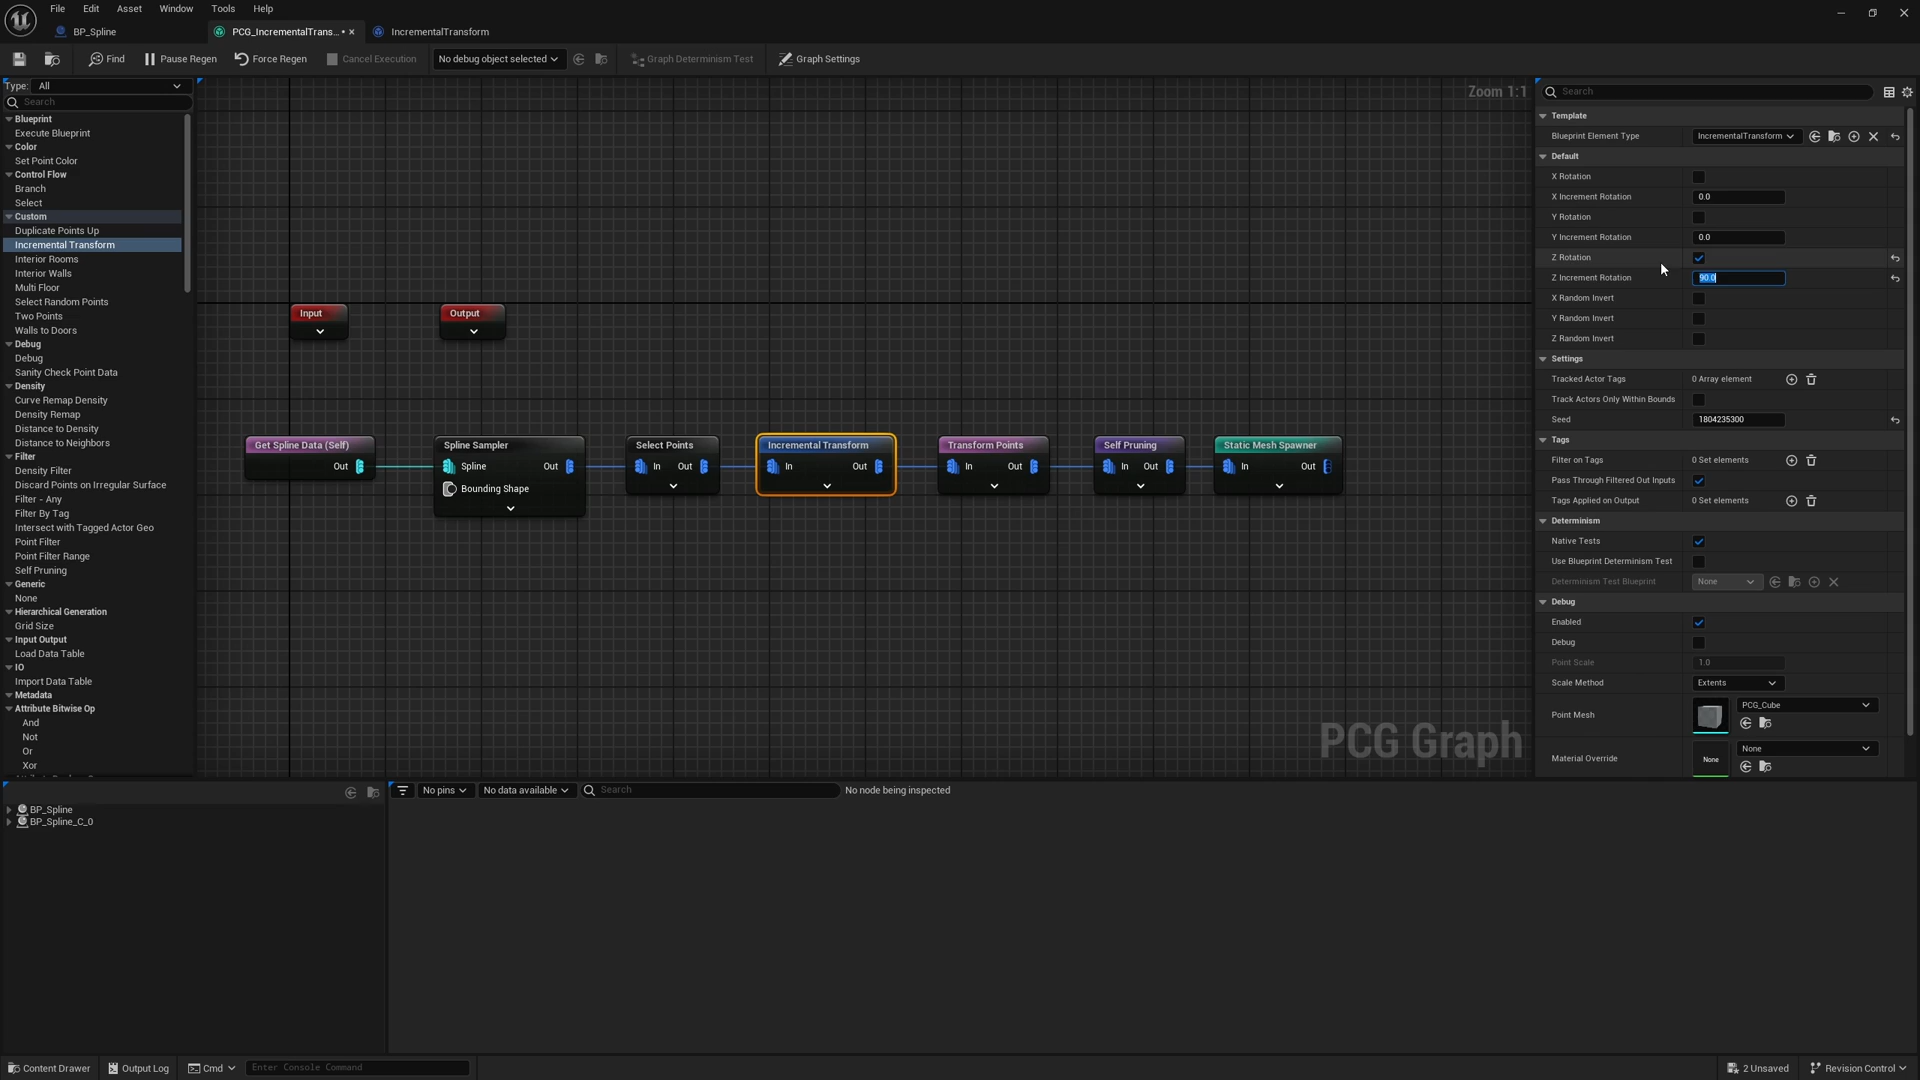 File Edit Asset Window Tools Help
BP_Spline
PCG_IncrementalTrans... •
IncrementalTransform
Find
Pause Regen
Force Regen
Cancel Execution
No debug object selected
Graph Determinism Test
Graph Settings
Type: All
Search
Blueprint
Execute Blueprint
Color
Set Point Color
Control Flow
Branch
Select
Custom
Duplicate Points Up
Incremental Transform
Interior Rooms
Interior Walls
Multi Floor
Select Random Points
Two Points
Walls to Doors
Debug
Debug
Sanity Check Point Data
Density
Curve Remap Density
Density Remap
Distance to Density
Distance to Neighbors
Filter
Density Filter
Discard Points on Irregular Surface
Filter - Any
Filter By Tag
Intersect with Tagged Actor Geo
Point Filter
Point Filter Range
Self Pruning
Generic
None
Hierarchical Generation
Grid Size
Input Output
Load Data Table
IO
Import Data Table
Metadata
Attribute Bitwise Op
And
Not
Or
Xor
Zoom 1:1
Input
Output
Get Spline Data (Self)
Out
Spline Sampler
Spline Out
Bounding Shape
Select Points
In Out
Incremental Transform
In Out
Transform Points
In Out
Self Pruning
In Out
Static Mesh Spawner
In Out
PCG Graph
Search
Template
Blueprint Element Type IncrementalTransform
Default
X Rotation
X Increment Rotation 0.0
Y Rotation
Y Increment Rotation 0.0
Z Rotation
Z Increment Rotation 90.0
X Random Invert
Y Random Invert
Z Random Invert
Settings
Tracked Actor Tags 0 Array element
Track Actors Only Within Bounds
Seed 1804235300
Tags
Filter on Tags 0 Set elements
Pass Through Filtered Out Inputs
Tags Applied on Output 0 Set elements
Determinism
Native Tests
Use Blueprint Determinism Test
Determinism Test Blueprint None
Debug
Enabled
Debug
Point Scale 1.0
Scale Method Extents
Point Mesh PCG_Cube
Material Override None None
BP_Spline
BP_Spline_C_0
No pins
No data available
Search
No node being inspected
Content Drawer
Output Log
Cmd
Enter Console Command
2 Unsaved
Revision Control